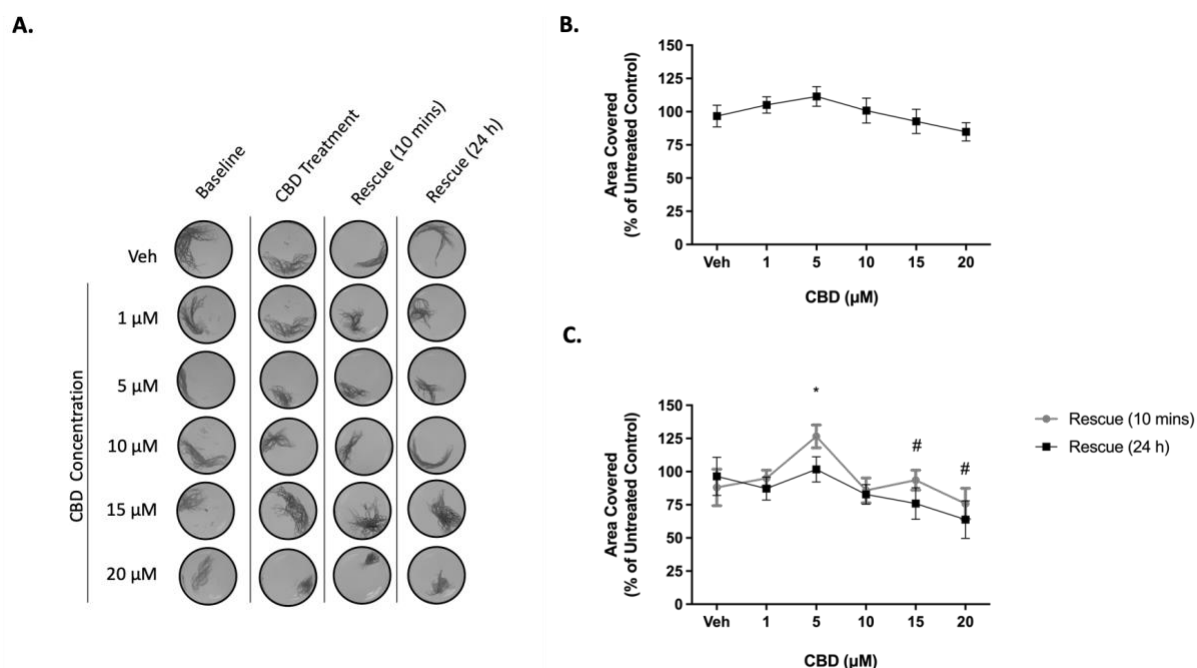 A.
Baseline
CBD Treatment
Rescue (10 mins)
Rescue (24 h)
Veh
1 µM
5 µM
10 µM
15 µM
20 µM
CBD Concentration
B.
150
125
100
75
50
25
0
Area Covered
(% of Untreated Control)
Veh 1 5 10 15 20
CBD (µM)
C.
150
125
100
75
50
25
0
Area Covered
(% of Untreated Control)
*
#
#
Rescue (10 mins)
Rescue (24 h)
Veh 1 5 10 15 20
CBD (µM)